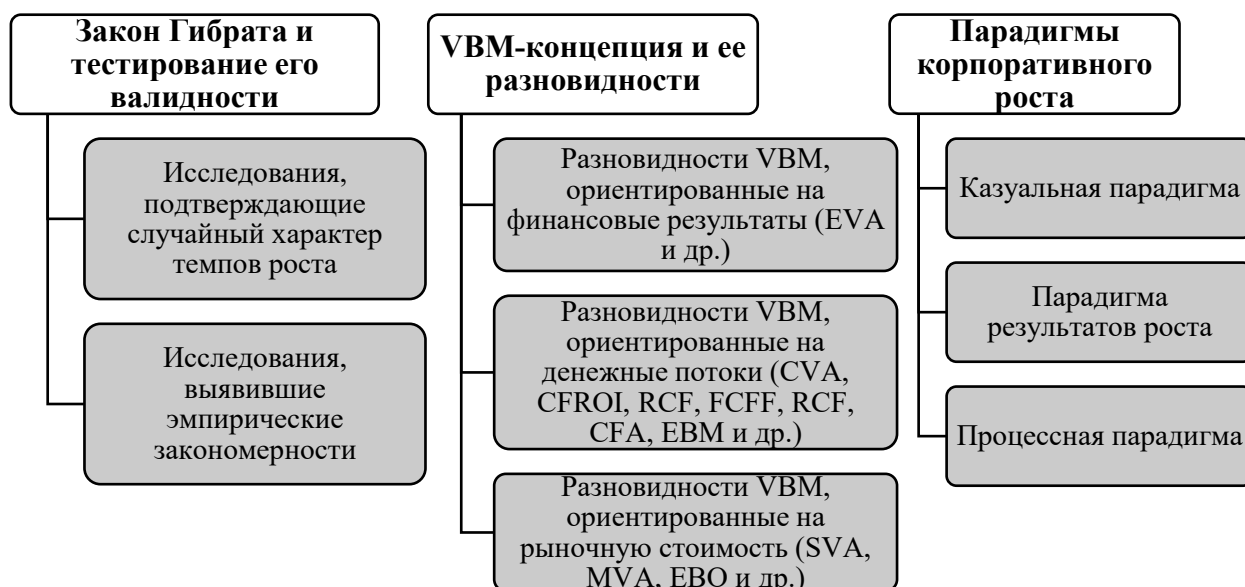 Закон Гибрата и
тестирование его
валидности
Исследования,
подтверждающие
случайный характер
темпов роста
Исследования,
выявившие
эмпирические
закономерности
VBM-концепция и ее
разновидности
Разновидности VBM,
ориентированные на
финансовые результаты (EVA
и др.)
Разновидности VBM,
ориентированные на
денежные потоки (CVA,
CFROI, RCF, FCFF, RCF,
CFA, EBM и др.)
Разновидности VBM,
ориентированные на
рыночную стоимость (SVA,
MVA, EBO и др.)
Парадигмы
корпоративного
роста
Казуальная парадигма
Парадигма
результатов роста
Процессная парадигма